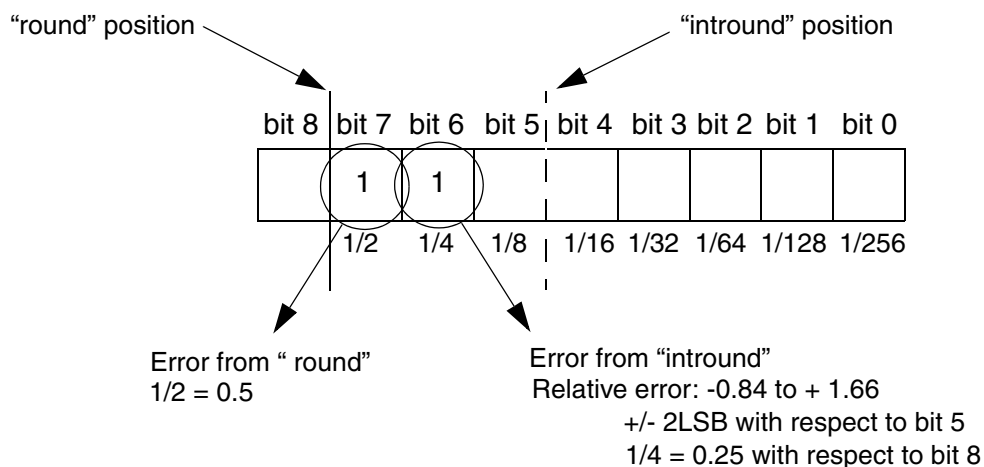 “round” position
“intround” position
bit 8 bit 7 bit 6 bit 5 bit 4 bit 3 bit 2 bit 1 bit 0
1 1
1/2 1/4 1/8 1/16 1/32 1/64 1/128 1/256
Error from “ round”
1/2 = 0.5
Error from “intround”
Relative error: -0.84 to + 1.66
+/- 2LSB with respect to bit 5
1/4 = 0.25 with respect to bit 8